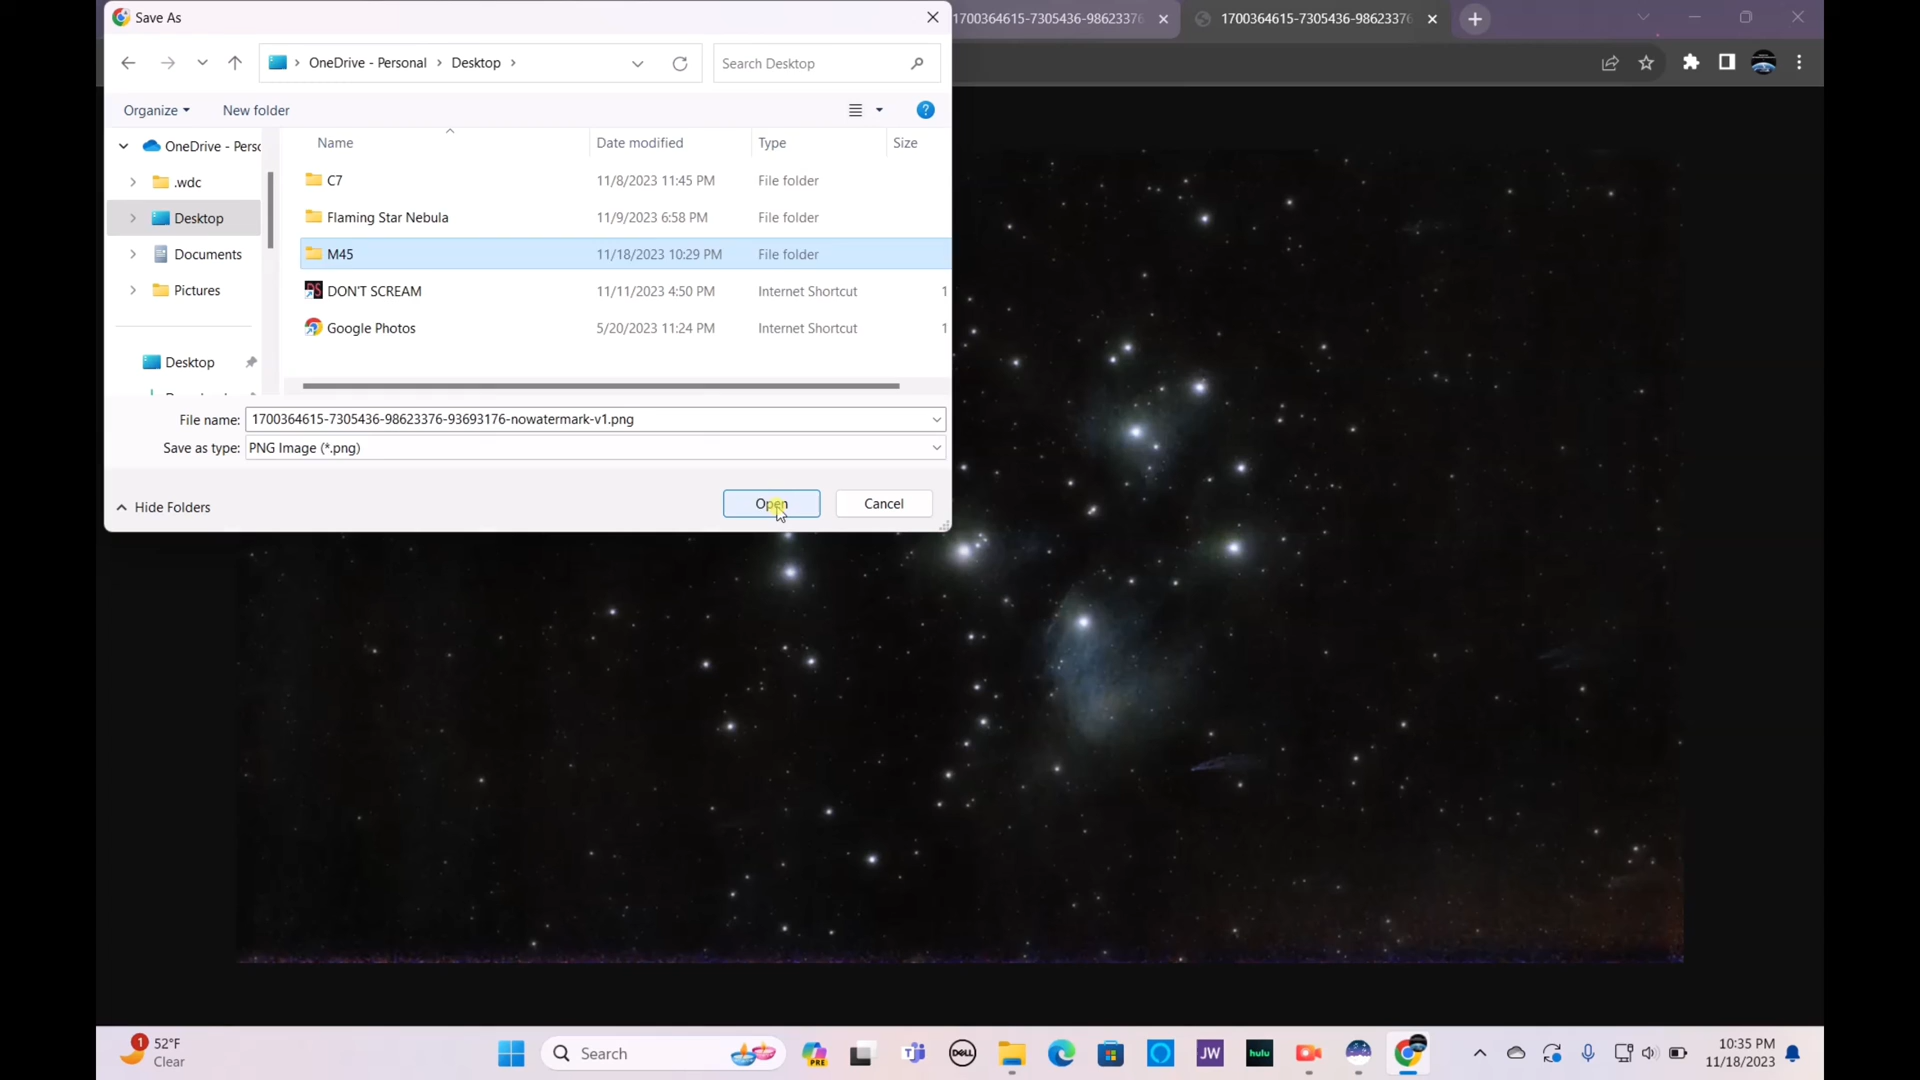 Save As
1700364615-7305436-98623376
1700364615-7305436-98623376
OneDrive - Personal
Desktop
Search Desktop
Organize
New folder
Name
Date modified
Type
Size
OneDrive - Perso
.wdc
Desktop
Documents
Pictures
Desktop
C7 11/8/2023 11:45 PM File folder
Flaming Star Nebula 11/9/2023 6:58 PM File folder
M45 11/18/2023 10:29 PM File folder
DON'T SCREAM 11/11/2023 4:50 PM Internet Shortcut 1
Google Photos 5/20/2023 11:24 PM Internet Shortcut 1
File name: 1700364615-7305436-98623376-93693176-nowatermark-v1.png
Save as type: PNG Image (*.png)
Hide Folders
Open
Cancel
1
52°F
Clear
Search
PRE
DELL
JW
hulu
10:35 PM
11/18/2023